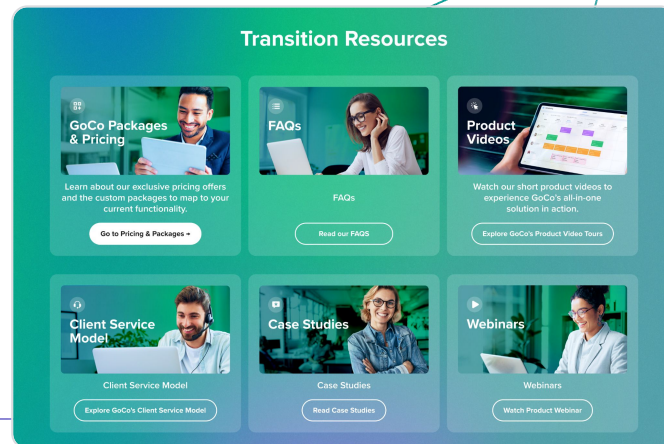 Transition Resources
GoCo Packages
& Pricing
Learn about our exclusive pricing offers
and the custom packages to map to your
current functionality.
Go to Pricing & Packages →
FAQs
FAQs
Read our FAQS
Product
Videos
Watch our short product videos to
experience GoCo's all-in-one
solution in action.
Explore GoCo's Product Video Tours
Client Service
Model
Client Service Model
Explore GoCo's Client Service Model
Case Studies
Case Studies
Read Case Studies
Webinars
Webinars
Watch Product Webinar